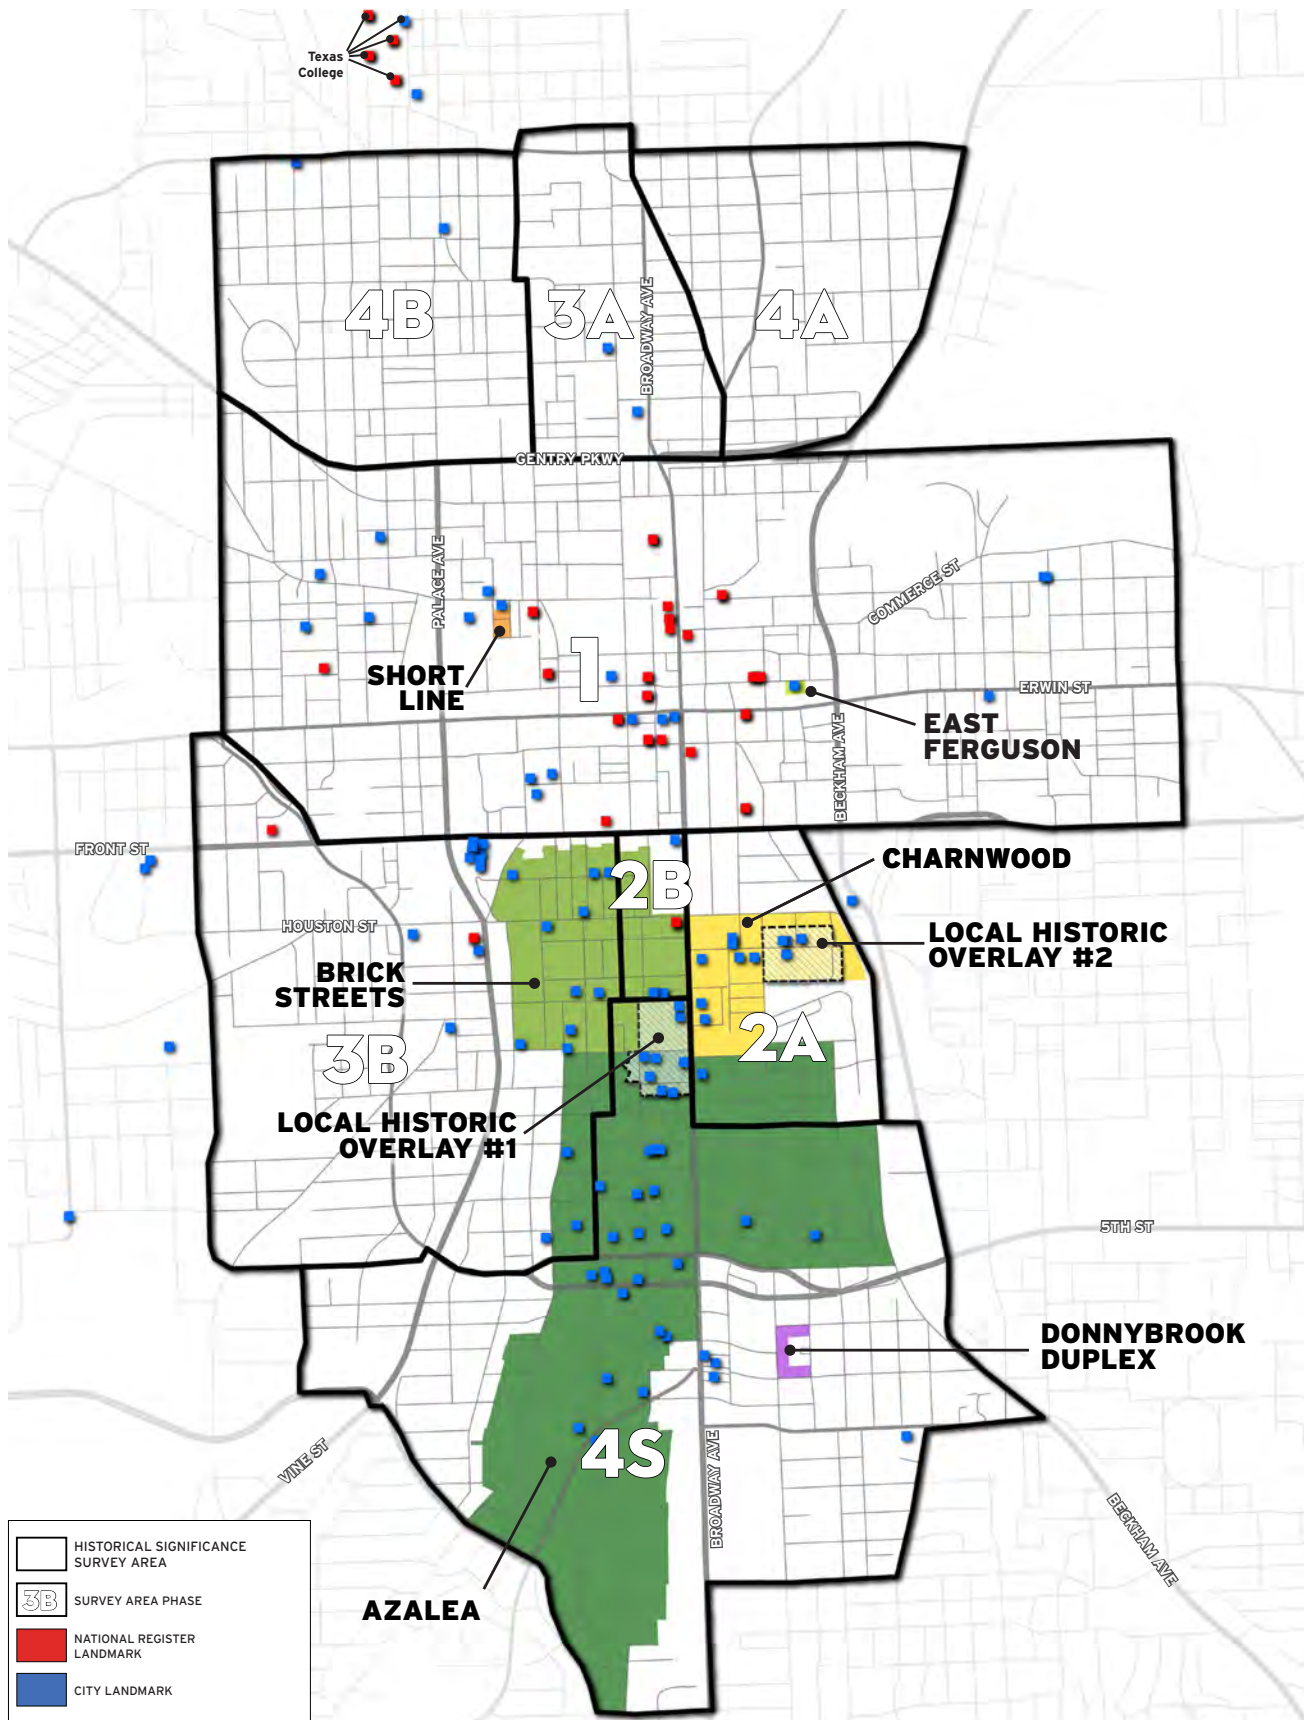 Texas
College
4B
3A
BROADWAY AVE
4A
GENTRY PKWY
PALACE AVE
COMMERCE ST
SHORT
LINE
1
ERWIN ST
EAST
FERGUSON
BECKHAM AVE
FRONT ST
2B
CHARNWOOD
HOUSTON ST
LOCAL HISTORIC
OVERLAY #2
BRICK
STREETS
3B
2A
LOCAL HISTORIC
OVERLAY #1
5TH ST
DONNYBROOK
DUPLEX
4S
VINE ST
BROADWAY AVE
BECKHAM AVE
AZALEA
HISTORICAL SIGNIFICANCE
SURVEY AREA
3B
SURVEY AREA PHASE
NATIONAL REGISTER
LANDMARK
CITY LANDMARK